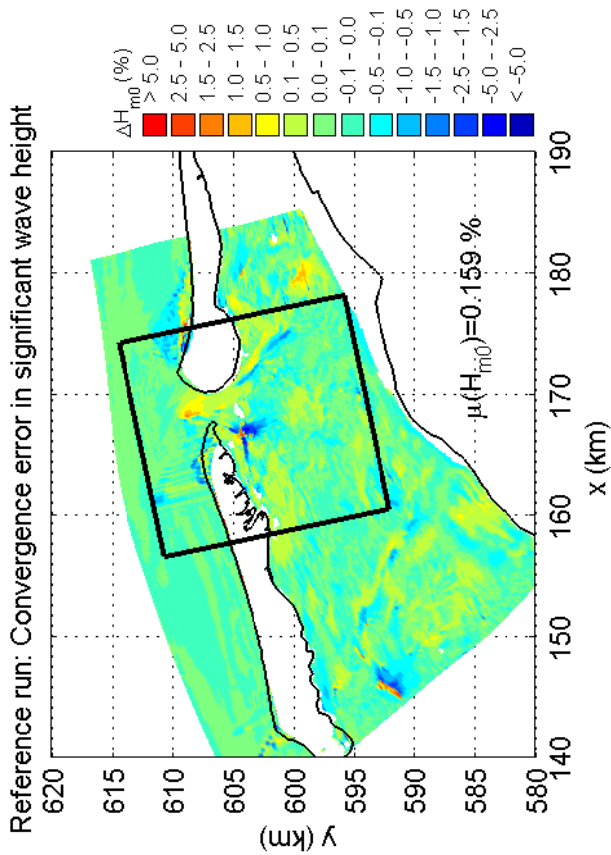 Reference run: Convergence error in significant wave height
ΔH_m0 (%)
> 5.0
2.5 - 5.0
1.5 - 2.5
1.0 - 1.5
0.5 - 1.0
0.1 - 0.5
0.0 - 0.1
-0.1 - 0.0
-0.5 - -0.1
-1.0 - -0.5
-1.5 - -1.0
-2.5 - -1.5
-5.0 - -2.5
< -5.0
620
615
610
605
600
595
590
585
580
y (km)
μ(H_m0)=0.159 %
140
150
160
170
180
190
x (km)